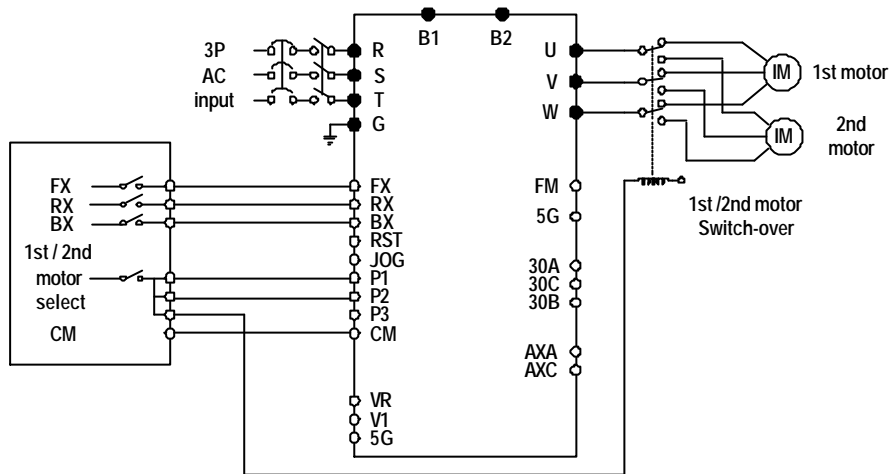 B1
B2
3P
AC
input
R
S
T
G
U
V
W
IM
1st motor
IM
2nd
motor
1st /2nd motor
Switch-over
FX
RX
BX
1st / 2nd
motor
select
CM
FX
RX
BX
RST
JOG
P1
P2
P3
CM
VR
V1
5G
FM
5G
30A
30C
30B
AXA
AXC